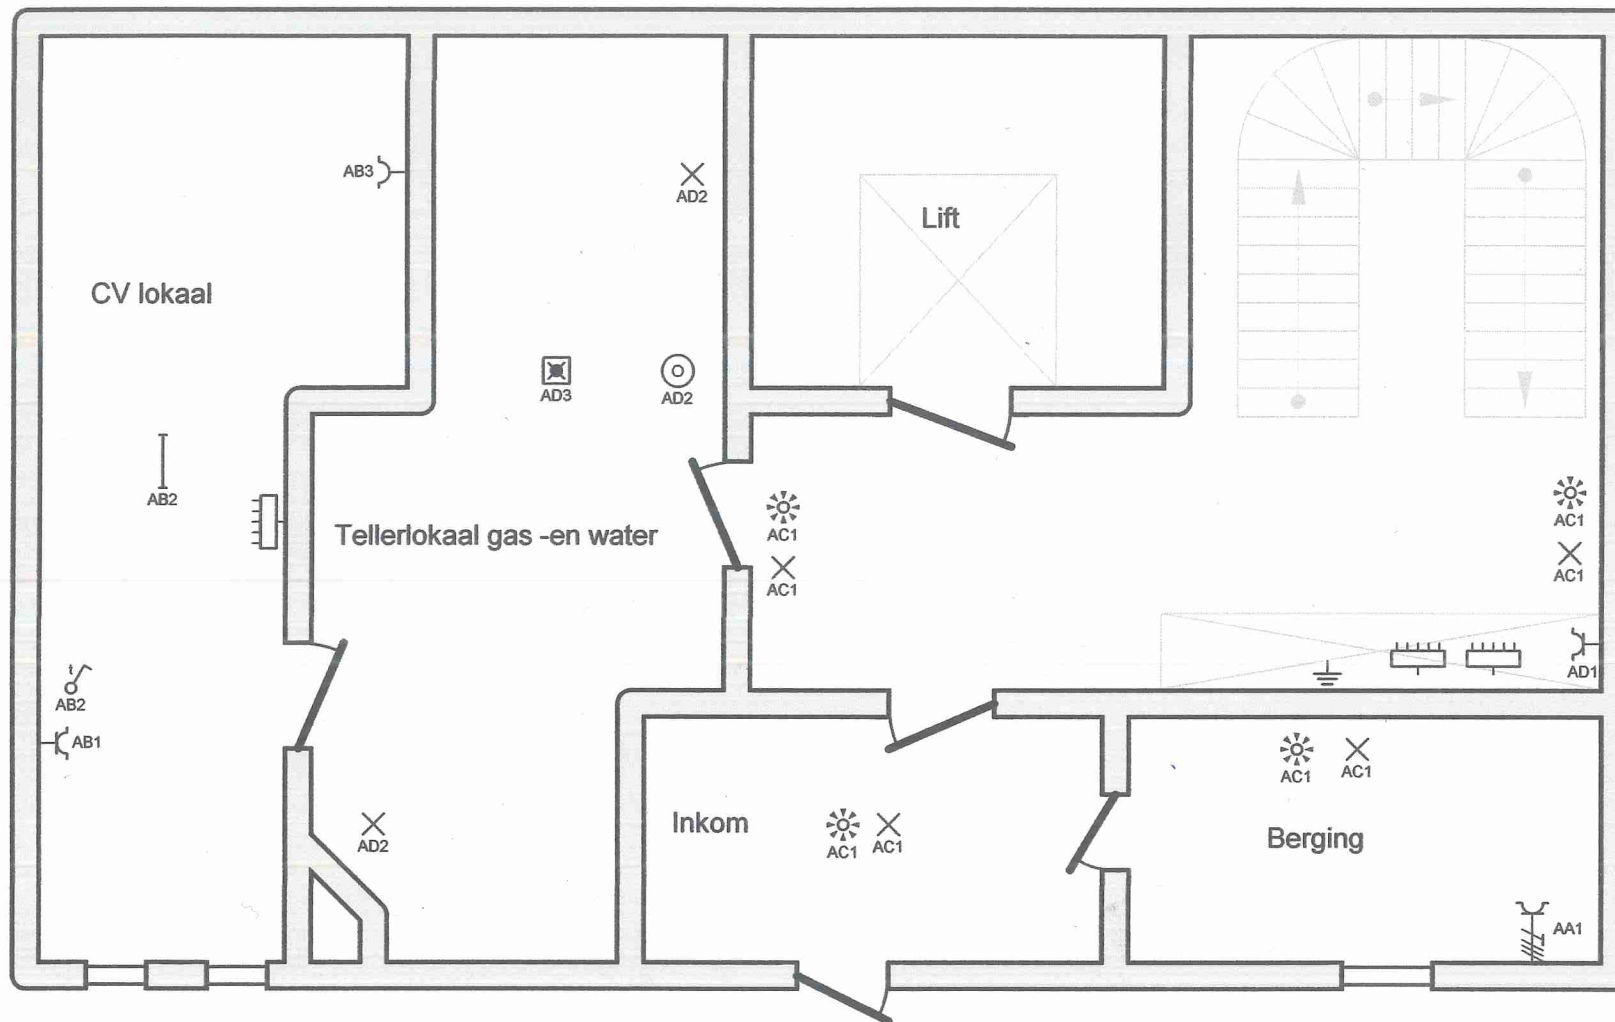 AB3
AD2
Lift
CV lokaal
AD3
AD2
AB2
AC1
AC1
Tellerlokaal gas -en water
AC1
AC1
t
AB2
AD1
AB1
AC1
AC1
Inkom
AD2
AC1
AC1
Berging
AA1